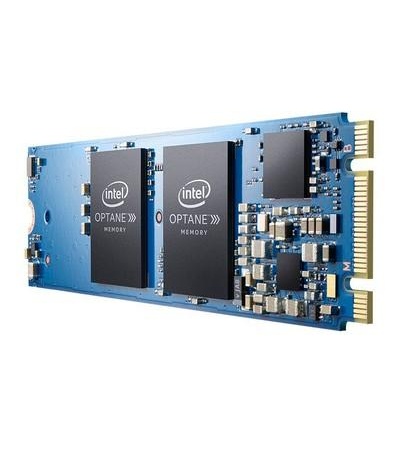 intel
OPTANE
MEMORY
intel
OPTANE
MEMORY
B
M